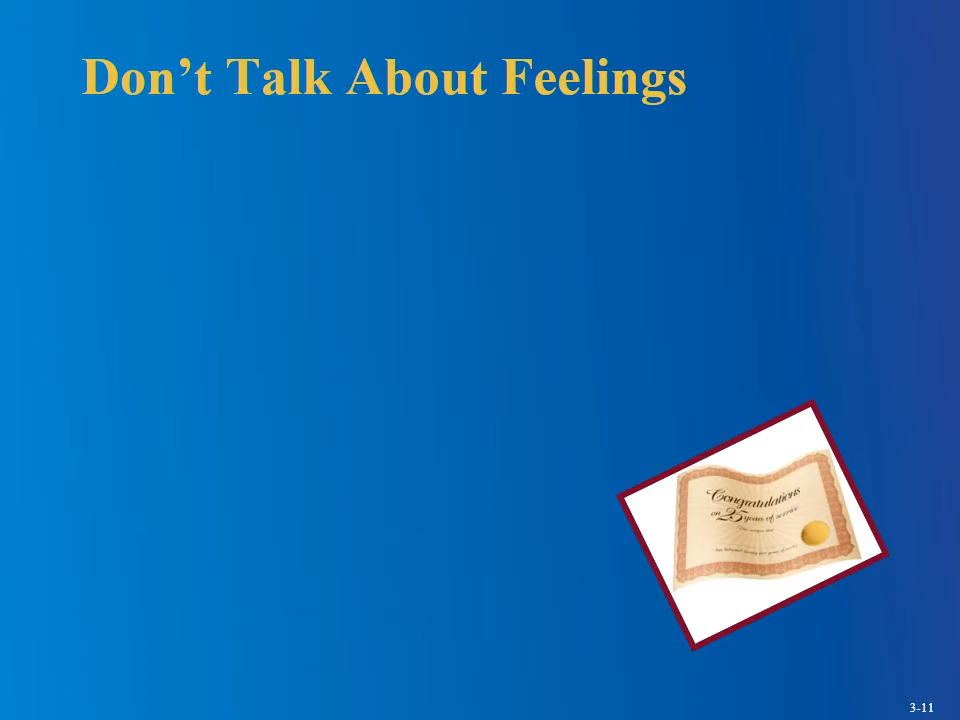 Don’t Talk About Feelings
Congratulations
on 25 years of service
3-11